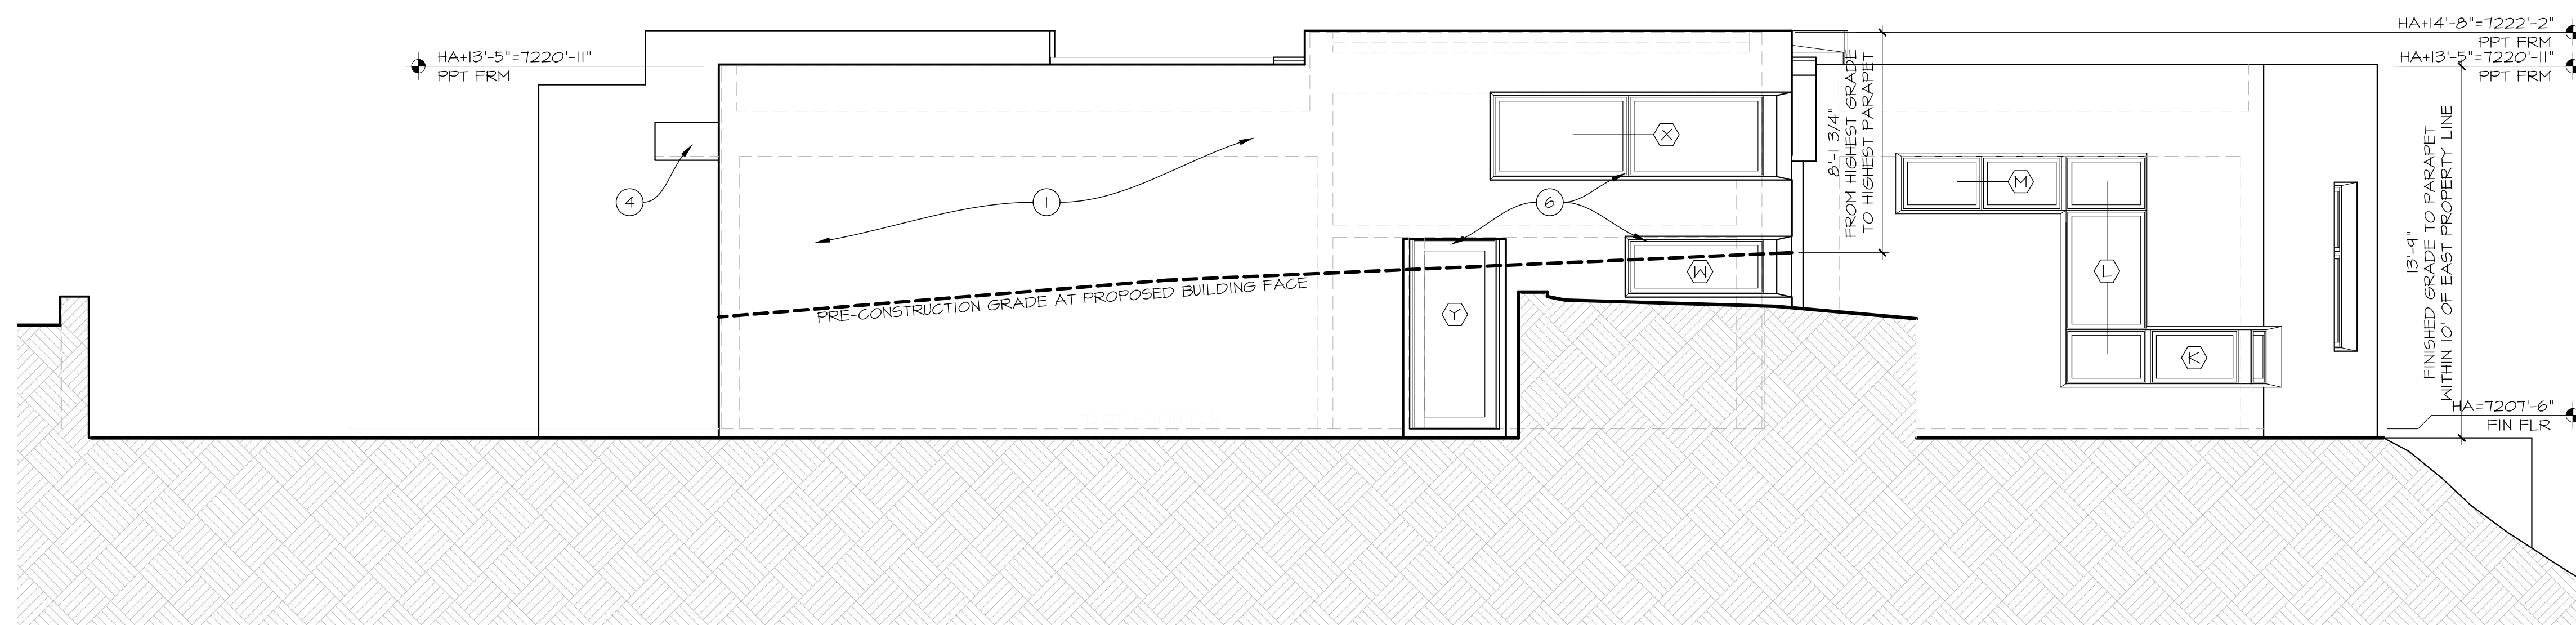 HA+13'-5"=7220'-11"
PPT FRM
HA+14'-8"=7222'-2"
PPT FRM
HA+13'-5"=7220'-11"
PPT FRM
4
1
6
X
W
Y
M
L
K
8'-1 3/4"
FROM HIGHEST GRADE
TO HIGHEST PARAPET
13'-9"
FINISHED GRADE TO PARAPET
WITHIN 10' OF EAST PROPERTY LINE
PRE-CONSTRUCTION GRADE AT PROPOSED BUILDING FACE
HA=7207'-6"
FIN FLR